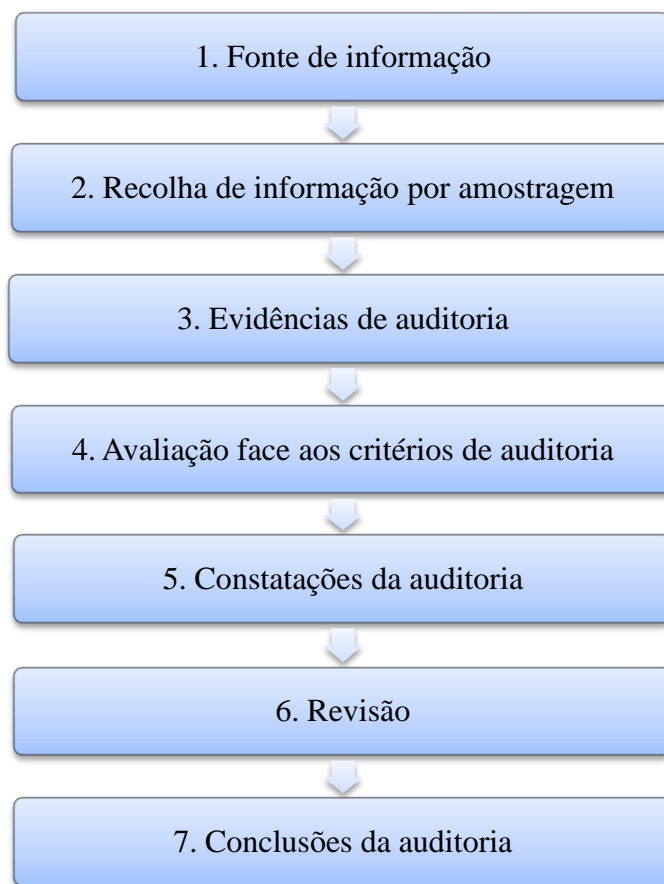 1. Fonte de informação
2. Recolha de informação por amostragem
3. Evidências de auditoria
4. Avaliação face aos critérios de auditoria
5. Constatações da auditoria
6. Revisão
7. Conclusões da auditoria